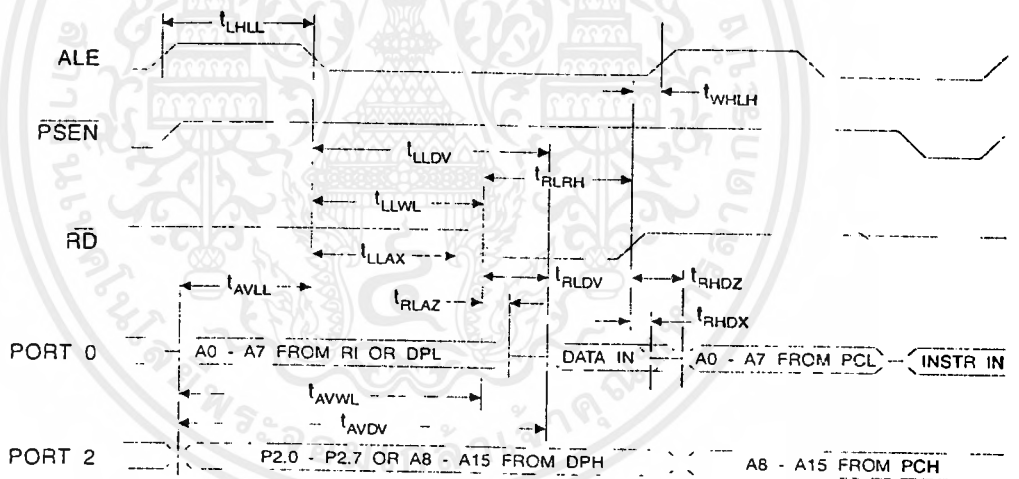 tLHLL
ALE
tWHLH
PSEN
tLLDV
tRLRH
tLLWL
RD
tLLAX
tRLDV
tRHDZ
tAVLL
tRLAZ
tRHDX
PORT 0
A0 - A7 FROM RI OR DPL
DATA IN
A0 - A7 FROM PCL
INSTR IN
tAVWL
tAVDV
PORT 2
P2.0 - P2.7 OR A8 - A15 FROM DPH
A8 - A15 FROM PCH